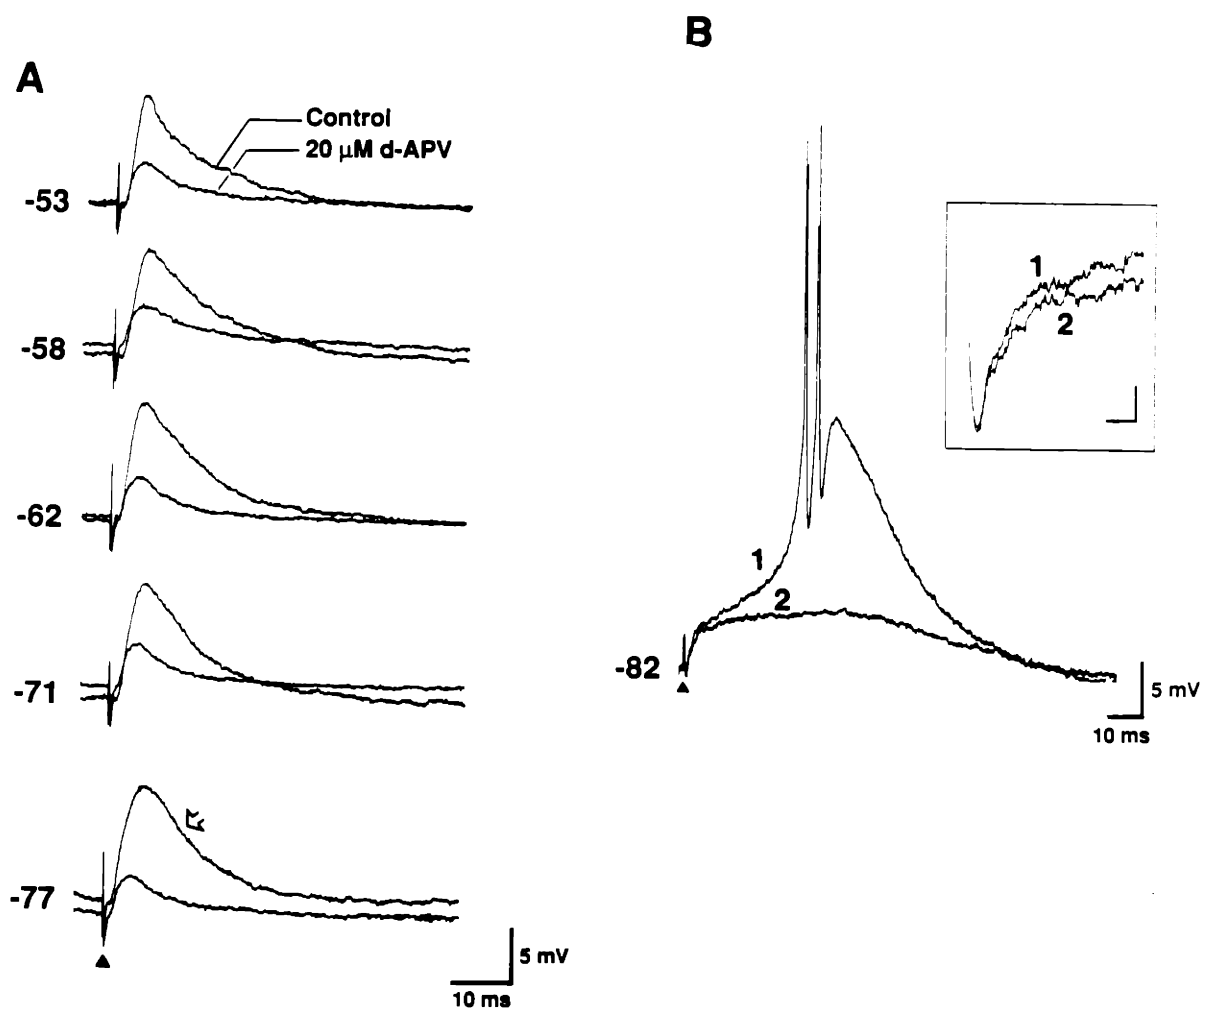 A
Control
20 μM d-APV
-53
-58
-62
-71
-77
5 mV
10 ms
B
1
2
1
2
-82
5 mV
10 ms